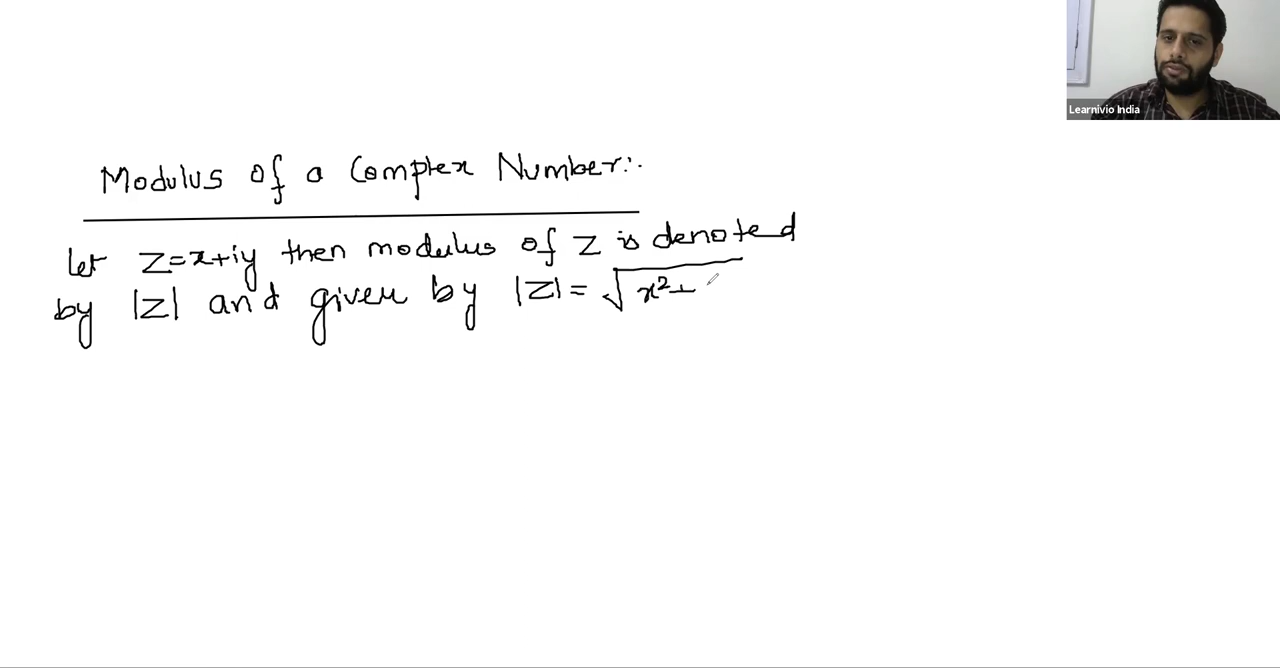 Learnivio India
Modulus of a Complex Number:.
Let Z=x+iy then modulus of Z is denoted
by |Z| and given by |Z| = √x²+